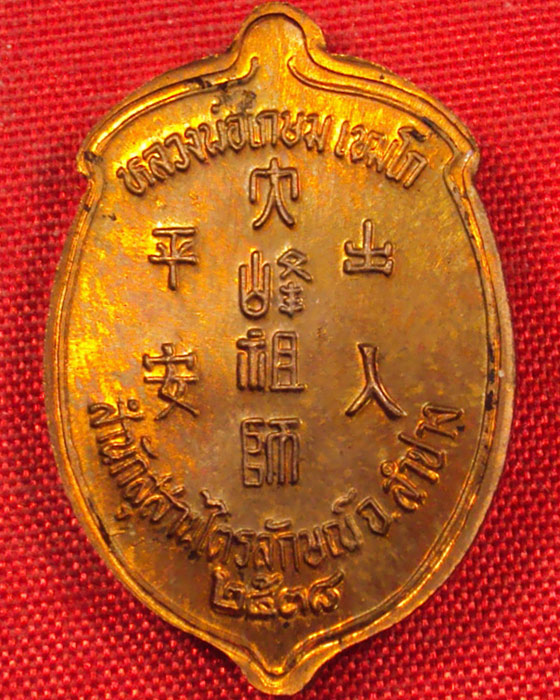 หลวงพ่อเกษม เขมโก
大峰祖師
出入
平安
สำนักสุสานไตรลักษณ์ จ.ลำปาง
๒๕๓๘